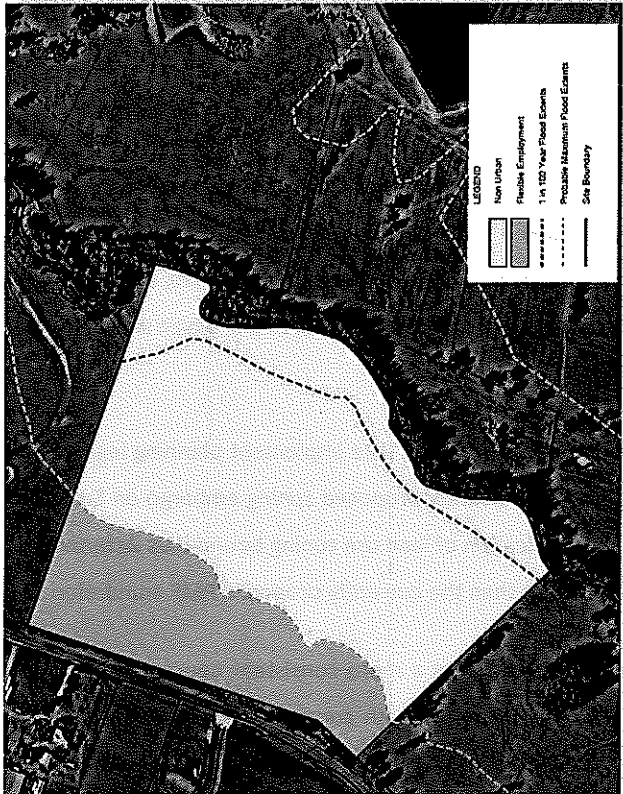 LEGEND
Non Urban
Flexible Employment
1 in 100 Year Flood Extents
Probable Maximum Flood Extents
Site Boundary